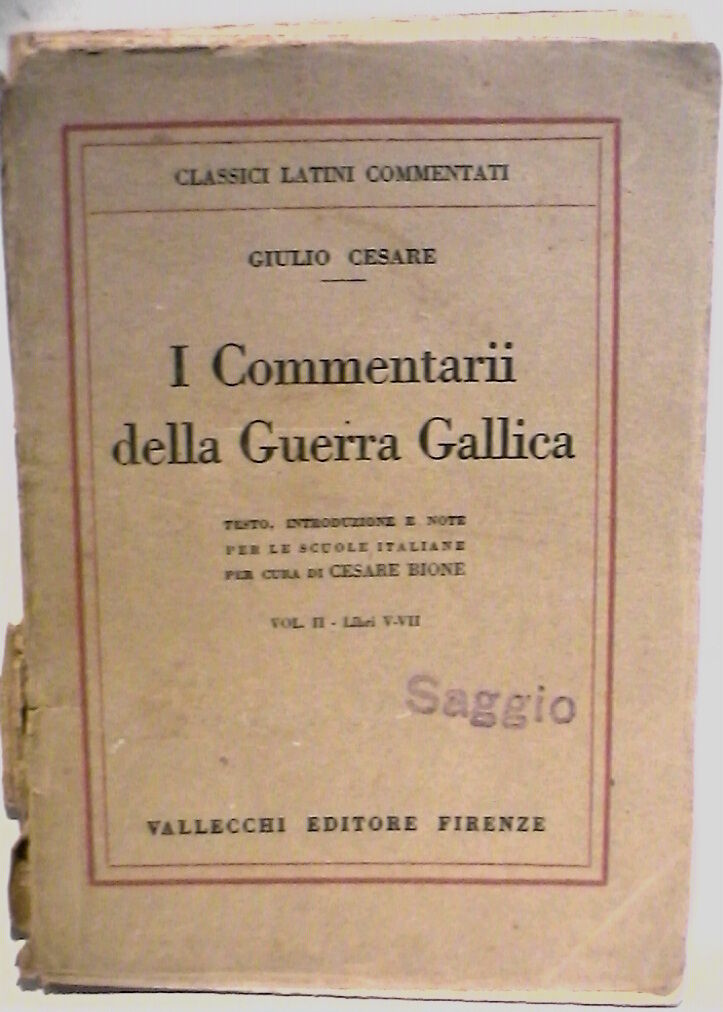 CLASSICI LATINI COMMENTATI
GIULIO CESARE
I Commentarii
della Guerra Gallica
TESTO, INTRODUZIONE E NOTE
PER LE SCUOLE ITALIANE
PER CURA DI CESARE BIONE
VOL. II - Libri V-VII
Saggio
VALLECCHI EDITORE FIRENZE